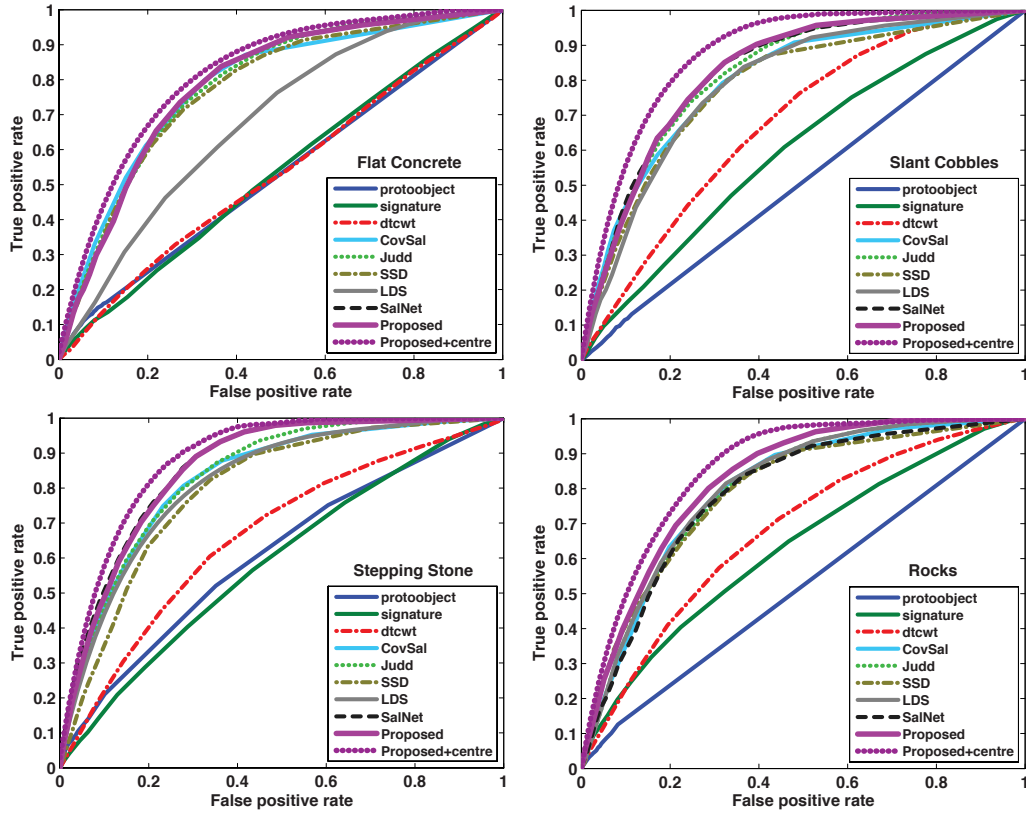 True positive rate
1
0.9
0.8
0.7
0.6
0.5
0.4
0.3
0.2
0.1
0
Flat Concrete
protoobject
signature
dtcwt
CovSal
Judd
SSD
LDS
SalNet
Proposed
Proposed+centre
0 0.2 0.4 0.6 0.8 1
False positive rate
True positive rate
1
0.9
0.8
0.7
0.6
0.5
0.4
0.3
0.2
0.1
0
Slant Cobbles
protoobject
signature
dtcwt
CovSal
Judd
SSD
LDS
SalNet
Proposed
Proposed+centre
0 0.2 0.4 0.6 0.8 1
False positive rate
True positive rate
1
0.9
0.8
0.7
0.6
0.5
0.4
0.3
0.2
0.1
0
Stepping Stone
protoobject
signature
dtcwt
CovSal
Judd
SSD
LDS
SalNet
Proposed
Proposed+centre
0 0.2 0.4 0.6 0.8 1
False positive rate
True positive rate
1
0.9
0.8
0.7
0.6
0.5
0.4
0.3
0.2
0.1
0
Rocks
protoobject
signature
dtcwt
CovSal
Judd
SSD
LDS
SalNet
Proposed
Proposed+centre
0 0.2 0.4 0.6 0.8 1
False positive rate